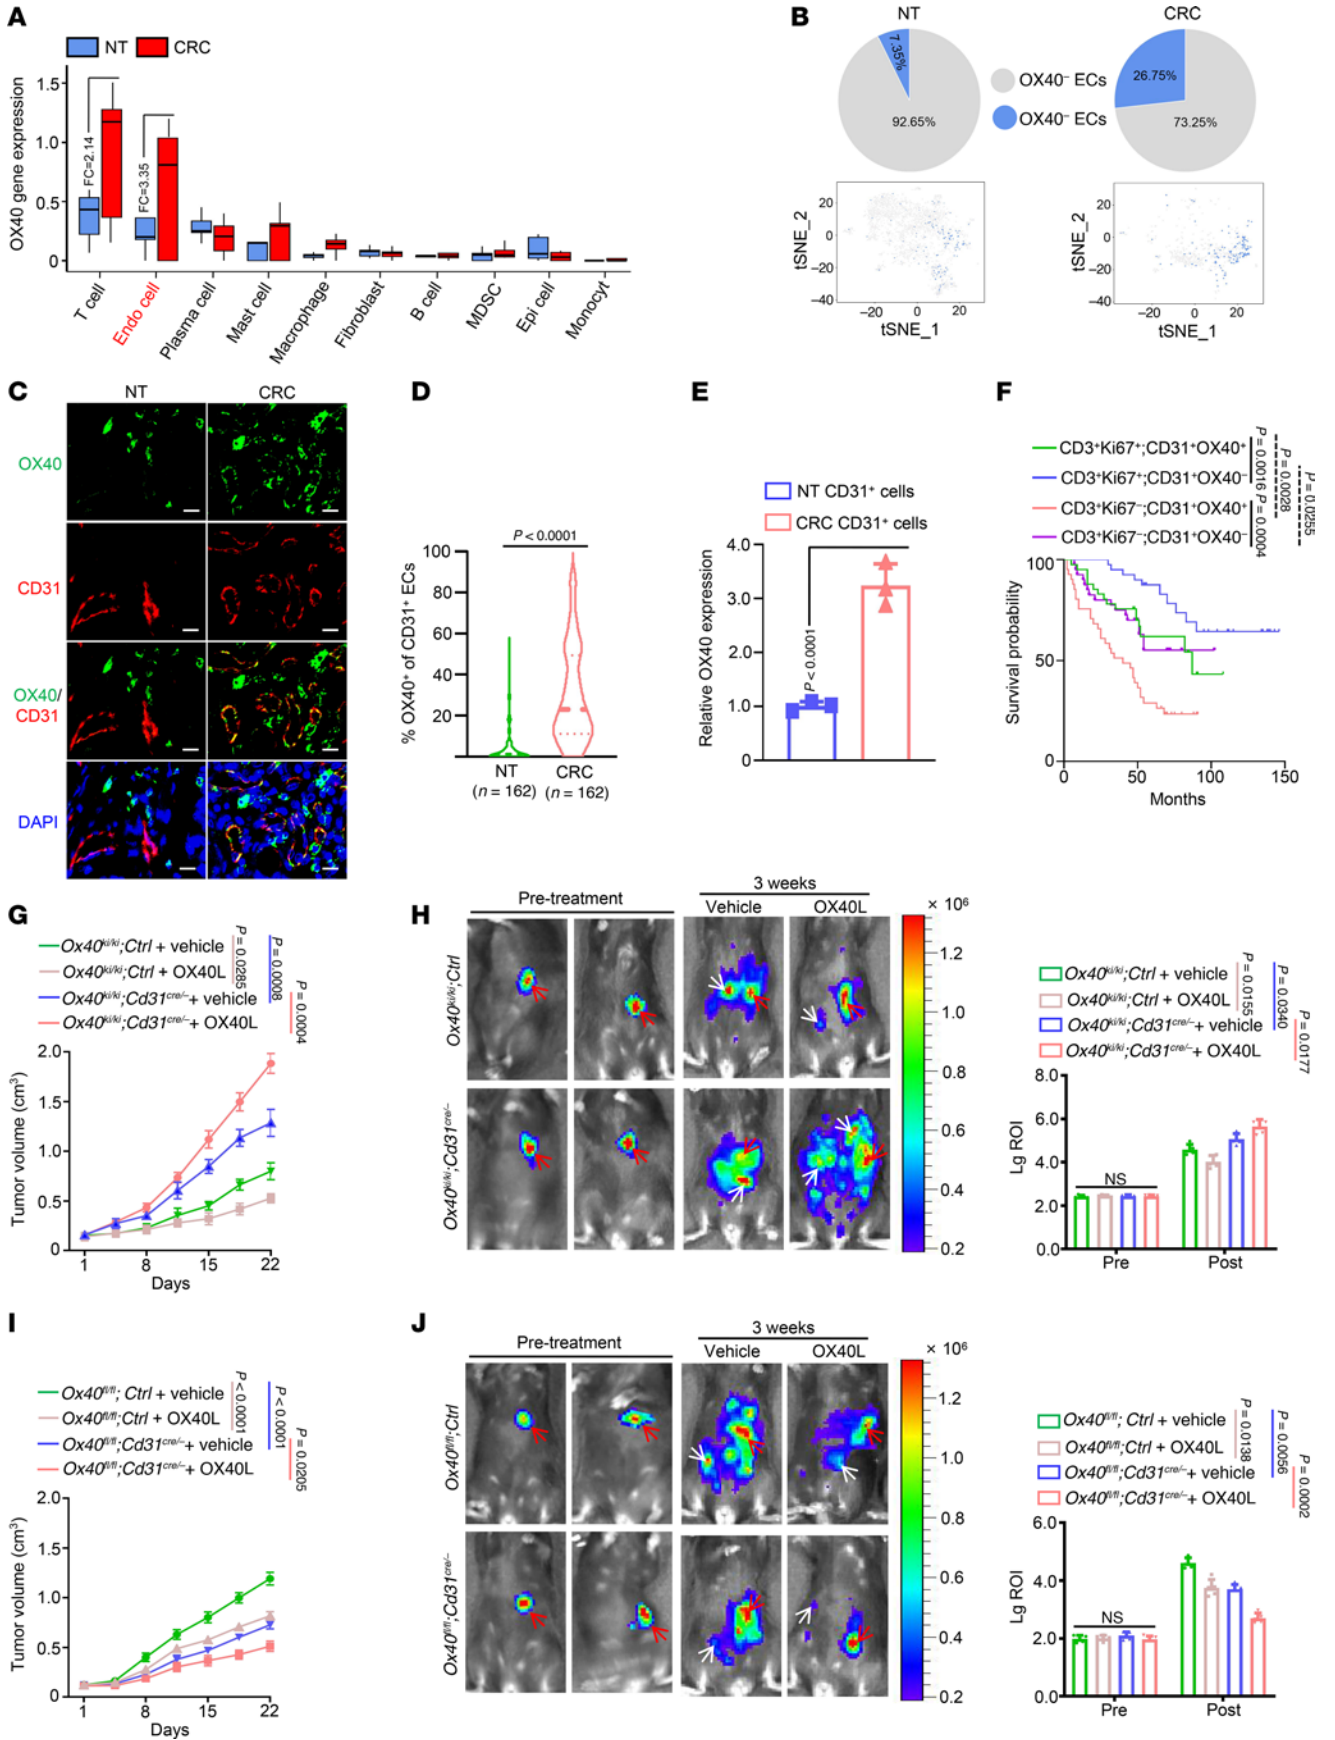 A
NT CRC
OX40 gene expression
1.5
1.0
0.5
0
FC=2.14
FC=3.35
T cell
Endo cell
Plasma cell
Mast cell
Macrophage
Fibroblast
B cell
MDSC
Epi cell
Monocyt
B
NT CRC
7.35%
92.65%
OX40⁻ ECs
OX40⁻ ECs
26.75%
73.25%
tSNE_2
20
0
−20
−40
−20 0 20
tSNE_1
tSNE_2
20
0
−20
−40
−20 0 20
tSNE_1
C
NT CRC
OX40
CD31
OX40/
CD31
DAPI
D
P < 0.0001
% OX40⁺ of CD31⁺ ECs
100
80
60
40
20
NT CRC
(n = 162) (n = 162)
E
NT CD31⁺ cells
CRC CD31⁺ cells
Relative OX40 expression
4.0
3.0
2.0
1.0
0
P < 0.0001
F
CD3⁺Ki67⁺;CD31⁺OX40⁺
CD3⁺Ki67⁺;CD31⁺OX40⁻
CD3⁺Ki67⁻;CD31⁺OX40⁺
CD3⁺Ki67⁻;CD31⁺OX40⁻
P = 0.0016
P = 0.0004
P = 0.0028
P = 0.0255
Survival probability
100
50
0
0 50 100 150
Months
G
Ox40ki/ki;Ctrl + vehicle
Ox40ki/ki;Ctrl + OX40L
Ox40ki/ki;Cd31cre/− + vehicle
Ox40ki/ki;Cd31cre/− + OX40L
P = 0.0285
P = 0.0008
P = 0.0004
Tumor volume (cm³)
2.0
1.5
1.0
0.5
0
1 8 15 22
Days
H
Pre-treatment
3 weeks
Vehicle OX40L
Ox40ki/ki;Ctrl
Ox40ki/ki;Cd31cre/−
× 10⁶
1.2
1.0
0.8
0.6
0.4
0.2
Ox40ki/ki;Ctrl + vehicle
Ox40ki/ki;Ctrl + OX40L
Ox40ki/ki;Cd31cre/− + vehicle
Ox40ki/ki;Cd31cre/− + OX40L
P = 0.0155
P = 0.0340
P = 0.0177
Lg ROI
8.0
6.0
4.0
2.0
0.0
NS
Pre Post
I
Ox40fl/fl; Ctrl + vehicle
Ox40fl/fl;Ctrl + OX40L
Ox40fl/fl;Cd31cre/− + vehicle
Ox40fl/fl;Cd31cre/− + OX40L
P < 0.0001
P < 0.0001
P = 0.0205
Tumor volume (cm³)
2.0
1.5
1.0
0.5
0
1 8 15 22
Days
J
Pre-treatment
3 weeks
Vehicle OX40L
Ox40fl/fl;Ctrl
Ox40fl/fl;Cd31cre/−
× 10⁶
1.2
1.0
0.8
0.6
0.4
0.2
Ox40fl/fl; Ctrl + vehicle
Ox40fl/fl;Ctrl + OX40L
Ox40fl/fl;Cd31cre/− + vehicle
Ox40fl/fl;Cd31cre/− + OX40L
P = 0.0138
P = 0.0056
P = 0.0002
Lg ROI
6.0
4.0
2.0
0.0
NS
Pre Post